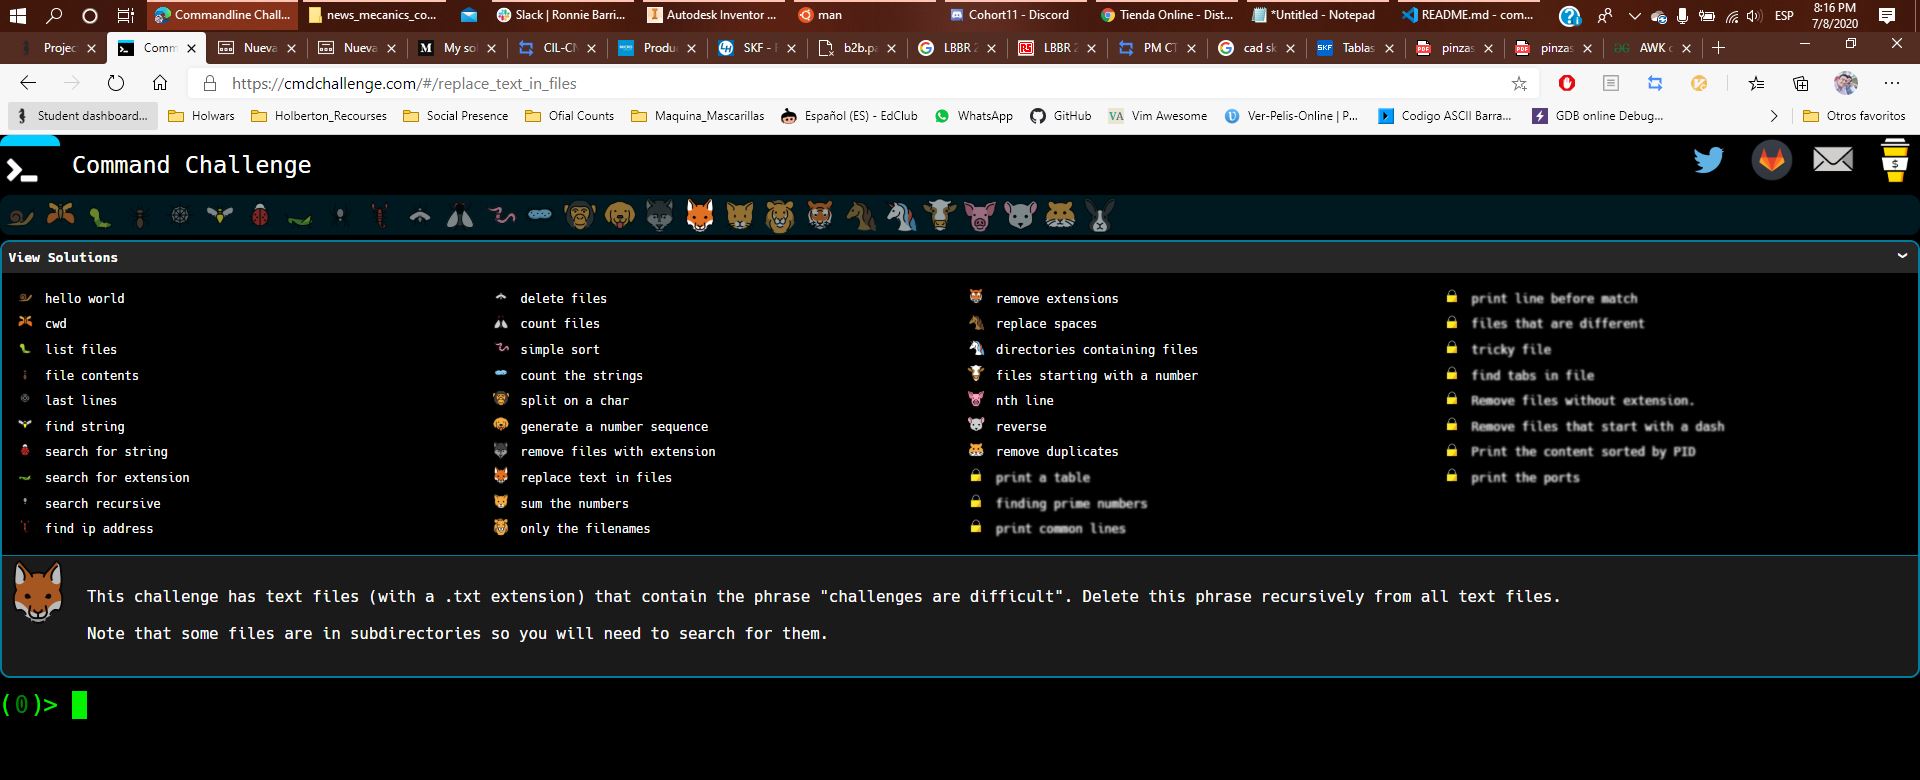 Commandline Chall...
news_mecanics_co...
Slack | Ronnie Barri...
Autodesk Inventor ...
man
Cohort11 - Discord
Tienda Online - Dist...
*Untitled - Notepad
README.md - com...
ESP
8:16 PM
7/8/2020
Projec
Comm
Nueva
Nueva
My sol
CIL-CN
Produ
SKF - F
b2b.pa
LBBR 2
LBBR 2
PM CT
cad sk
Tablas
pinzas
pinzas
AWK c
https://cmdchallenge.com/#/replace_text_in_files
Student dashboard...
Holwars
Holberton_Recourses
Social Presence
Ofial Counts
Maquina_Mascarillas
Español (ES) - EdClub
WhatsApp
GitHub
VA
Vim Awesome
Ver-Pelis-Online | P...
Codigo ASCII Barra...
GDB online Debug...
Otros favoritos
Command Challenge
View Solutions
hello world
cwd
list files
file contents
last lines
find string
search for string
search for extension
search recursive
find ip address
delete files
count files
simple sort
count the strings
split on a char
generate a number sequence
remove files with extension
replace text in files
sum the numbers
only the filenames
remove extensions
replace spaces
directories containing files
files starting with a number
nth line
reverse
remove duplicates
print a table
finding prime numbers
print common lines
print line before match
files that are different
tricky file
find tabs in file
Remove files without extension.
Remove files that start with a dash
Print the content sorted by PID
print the ports
This challenge has text files (with a .txt extension) that contain the phrase "challenges are difficult". Delete this phrase recursively from all text files.
Note that some files are in subdirectories so you will need to search for them.
(0)>